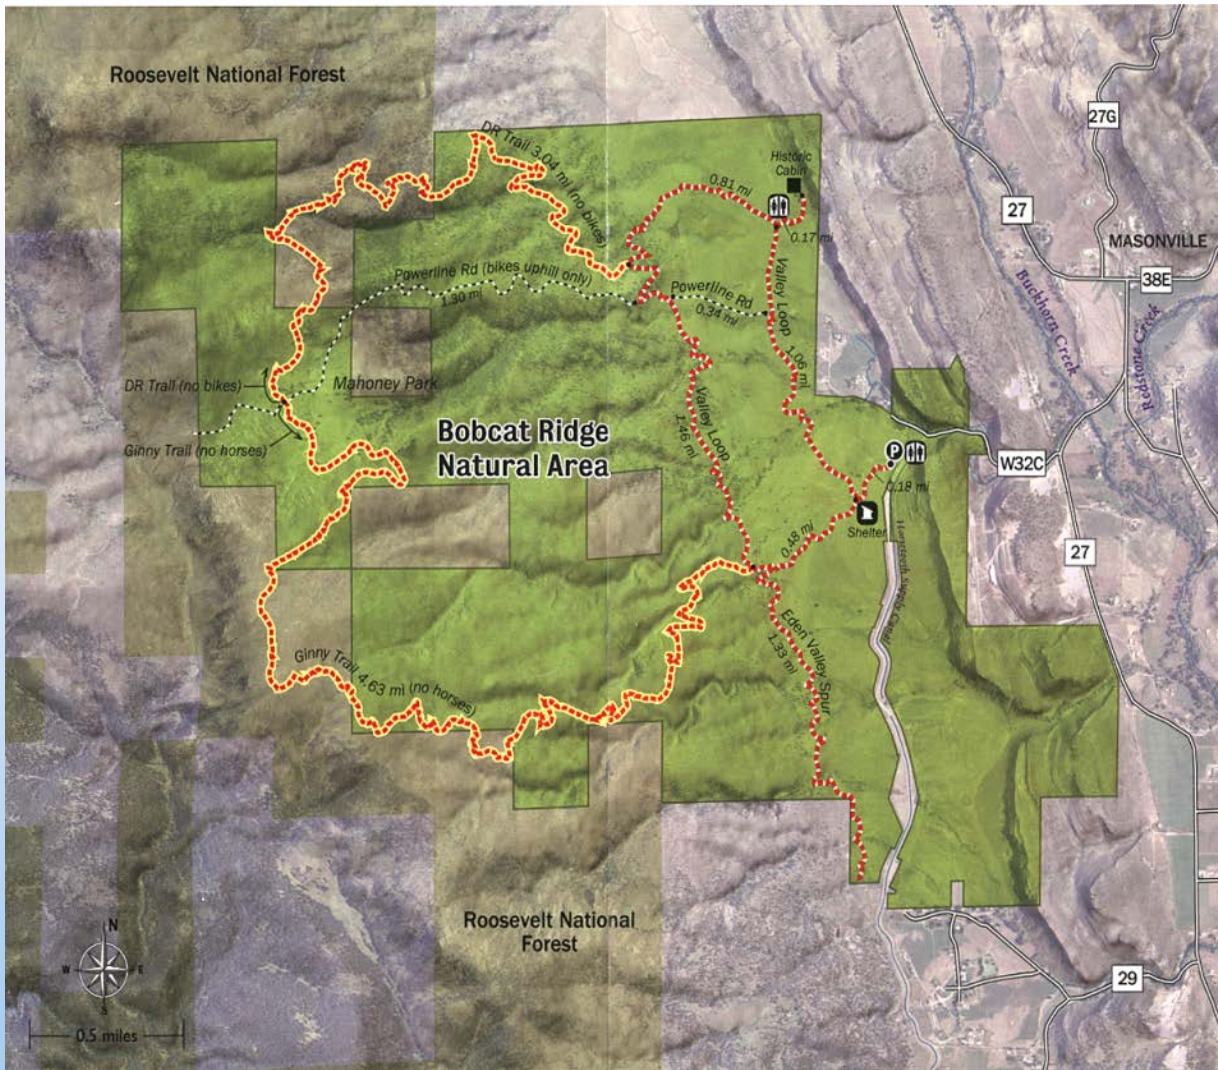 Roosevelt National Forest
27G
DR Trail 3.04 mi (no bikes)
Historic
Cabin
0.81 mi
27
0.17 mi
MASONVILLE
38E
Powerline Rd (bikes uphill only)
1.30 mi
Powerline Rd
0.34 mi
Valley Loop
1.06 mi
Buckhorn Creek
Redstone Creek
DR Trail (no bikes)
Mahoney Park
Ginny Trail (no horses)
Bobcat Ridge
Natural Area
Valley Loop
1.46 mi
P
W32C
0.18 mi
Shelter
0.48 mi
27
Eden Valley Spur
1.33 mi
Ginny Trail 4.63 mi (no horses)
Roosevelt National
Forest
N
W E
S
0.5 miles
29